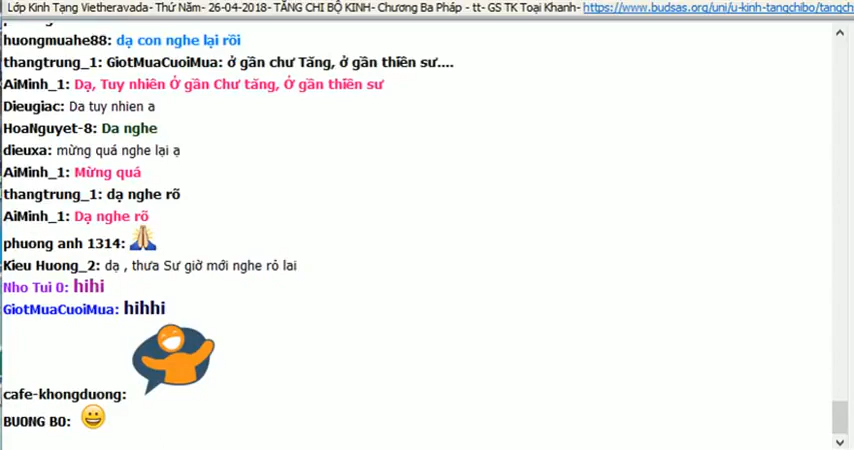 Lớp Kinh Tạng Vietheravada- Thứ Năm- 26-04-2018- TĂNG CHI BỘ KINH- Chương Ba Pháp - tt- GS TK Toại Khanh- https://www.budsas.org/uni/u-kinh-tangchibo/tangch
huongmuahe88: dạ con nghe lại rồi
thangtrung_1: GiotMuaCuoiMua: ở gần chư Tăng, ở gần thiền sư....
AiMinh_1: Dạ, Tuy nhiên Ở gần Chư tăng, Ở gần thiền sư
Dieugiac: Da tuy nhien a
HoaNguyet-8: Da nghe
dieuxa: mừng quá nghe lại ạ
AiMinh_1: Mừng quá
thangtrung_1: dạ nghe rõ
AiMinh_1: Dạ nghe rõ
phuong anh 1314:
Kieu Huong_2: dạ , thưa Sư giờ mới nghe rỏ lai
Nho Tui 0: hihi
GiotMuaCuoiMua: hihhi
cafe-khongduong:
BUONG BO: